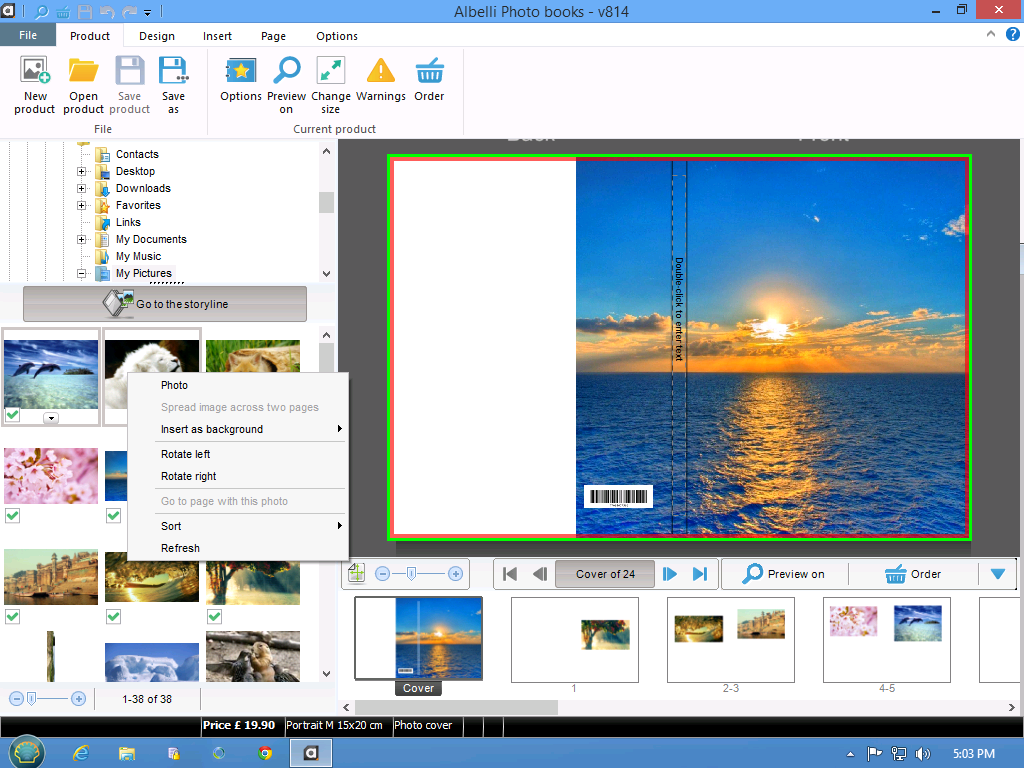 Albelli Photo books - v814
File
Product
Design
Insert
Page
Options
New product
Open product
Save product
Save as
Options
Preview on
Change size
Warnings
Order
File
Current product
Contacts
Desktop
Downloads
Favorites
Links
My Documents
My Music
My Pictures
Go to the storyline
Photo
Spread image across two pages
Insert as background
Rotate left
Rotate right
Go to page with this photo
Sort
Refresh
1-38 of 38
Back
Front
Double-click to enter text
Cover of 24
Preview on
Order
Cover
1
2-3
4-5
Price £ 19.90
Portrait M 15x20 cm
Photo cover
5:03 PM